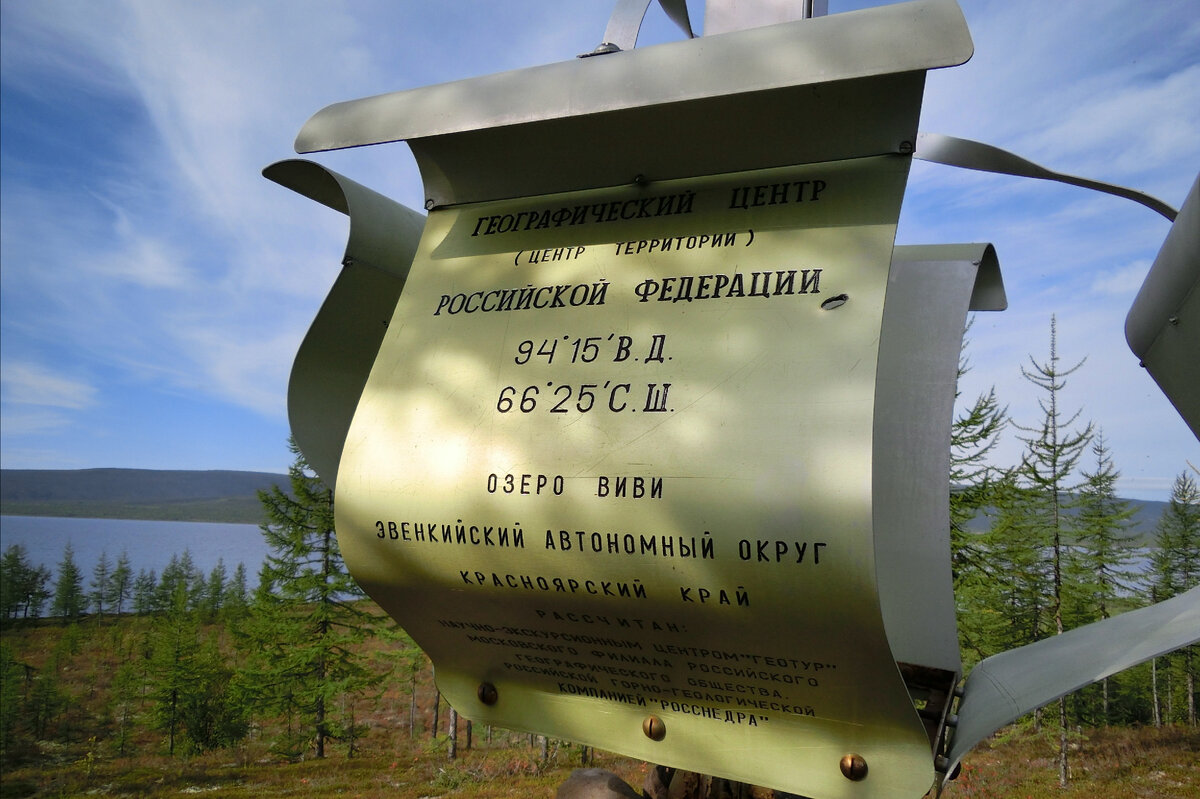 ГЕОГРАФИЧЕСКИЙ ЦЕНТР
(ЦЕНТР ТЕРРИТОРИИ)
РОССИЙСКОЙ ФЕДЕРАЦИИ
94°15'В.Д.
66°25'С.Ш.
ОЗЕРО ВИВИ
ЭВЕНКИЙСКИЙ АВТОНОМНЫЙ ОКРУГ
КРАСНОЯРСКИЙ КРАЙ
РАССЧИТАН:
НАУЧНО-ЭКСКУРСИОННЫМ ЦЕНТРОМ"ГЕОТУР"
МОСКОВСКОГО ФИЛИАЛА РОССИЙСКОГО
ГЕОГРАФИЧЕСКОГО ОБЩЕСТВА.
РОССИЙСКОЙ ГОРНО-ГЕОЛОГИЧЕСКОЙ
КОМПАНИЕЙ"РОССНЕДРА"